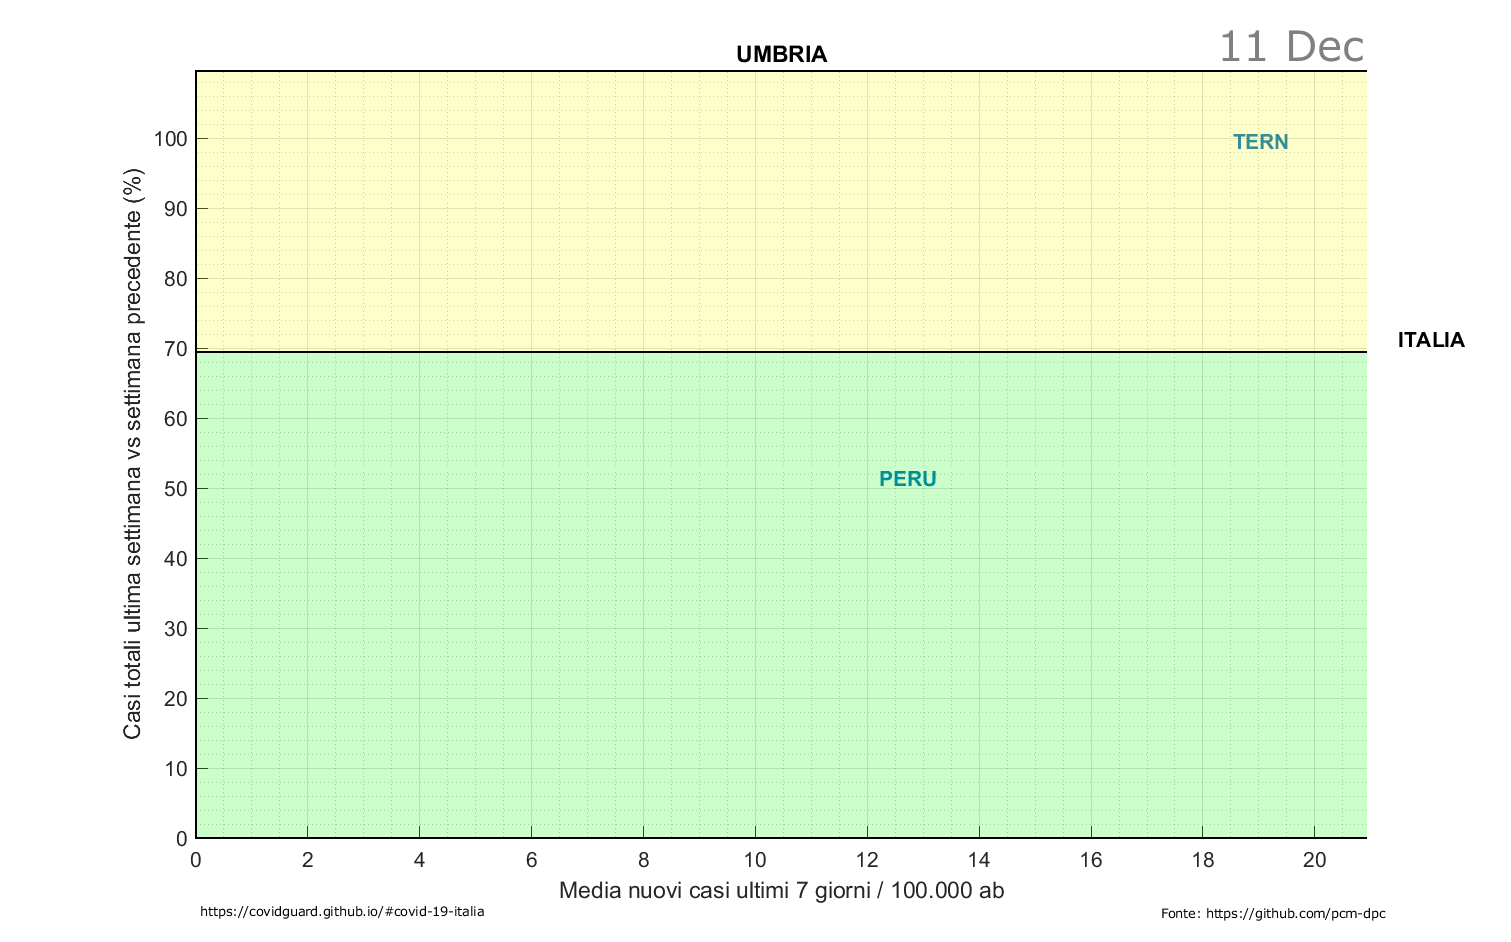 UMBRIA
11 Dec
Casi totali ultima settimana vs settimana precedente (%)
100
90
80
70
60
50
40
30
20
10
0
TERN
ITALIA
PERU
0 2 4 6 8 10 12 14 16 18 20
Media nuovi casi ultimi 7 giorni / 100.000 ab
https://covidguard.github.io/#covid-19-italia
Fonte: https://github.com/pcm-dpc